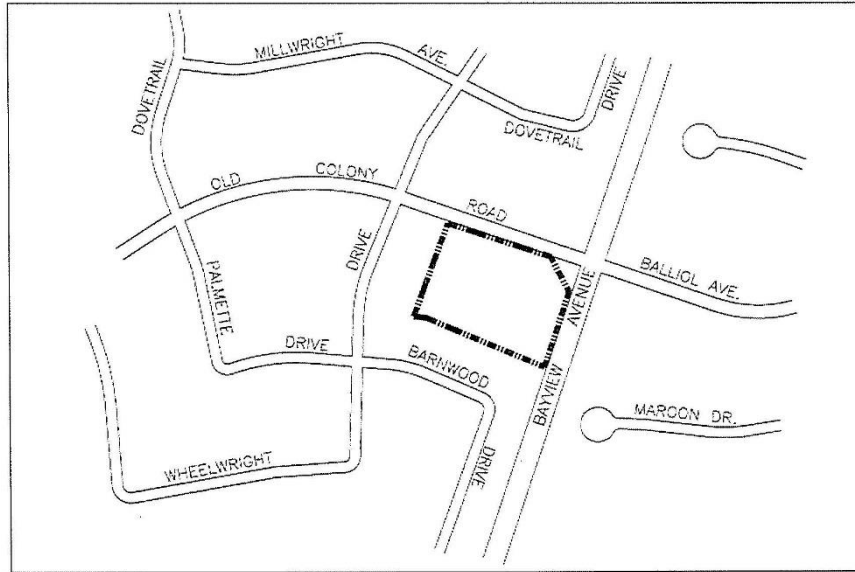 MILLWRIGHT
AVE.
DOVETRAIL
DOVETRAIL
DRIVE
OLD
COLONY
ROAD
BALLIOL AVE.
PALMETTE
DRIVE
DRIVE
BARNWOOD
DRIVE
BAYVIEW
AVENUE
MAROON DR.
WHEELWRIGHT